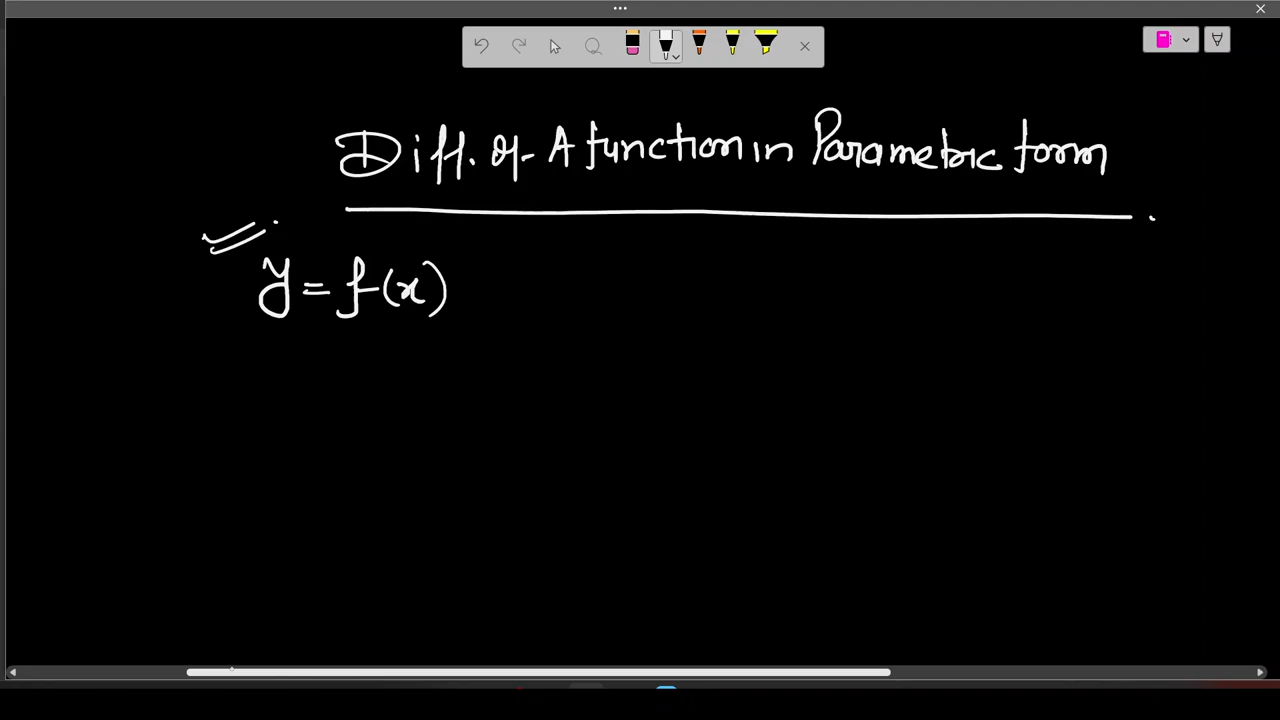 Diff. of A function in Parametric form
y = f(x)